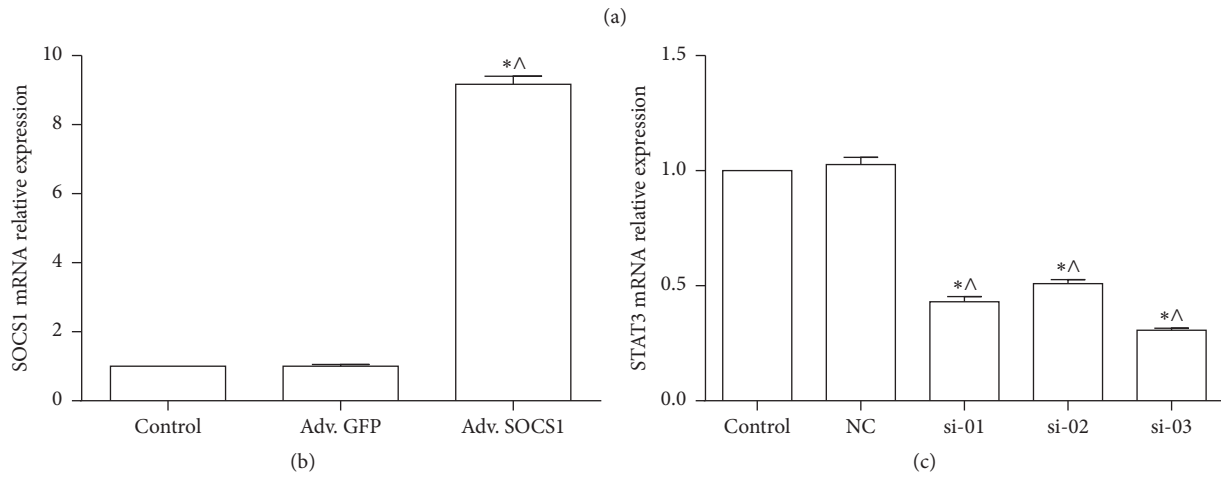 (a)
SOCS1 mRNA relative expression
10
8
6
4
2
0
*^
Control
Adv. GFP
Adv. SOCS1
(b)
STAT3 mRNA relative expression
1.5
1.0
0.5
0.0
*^
*^
*^
Control
NC
si-01
si-02
si-03
(c)